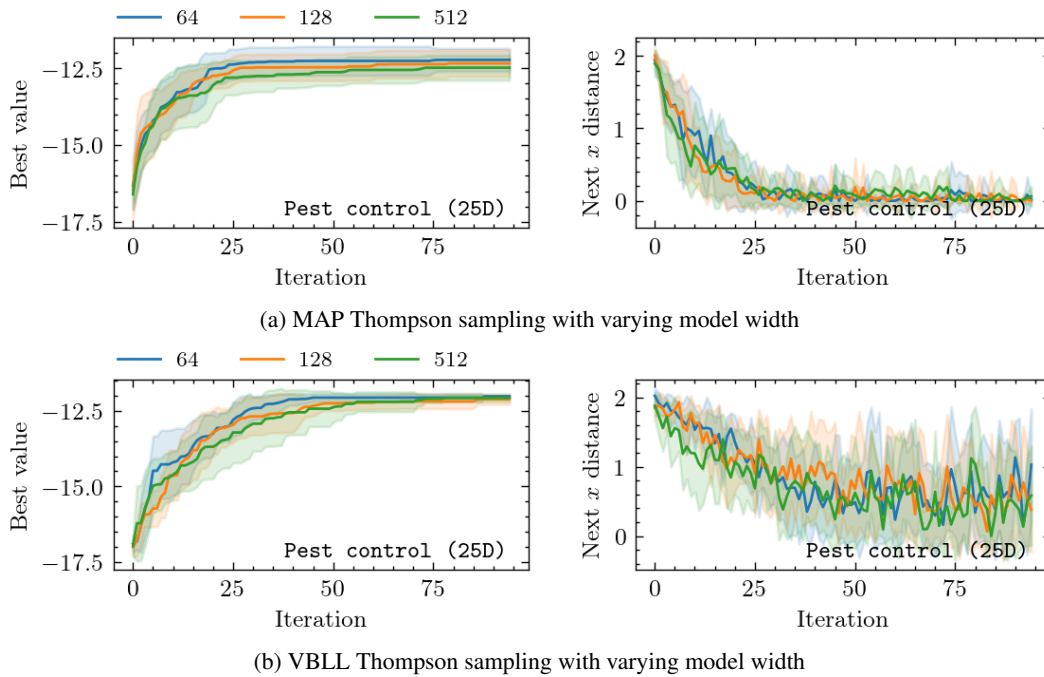 64 128 512
Best value
−12.5
−15.0
−17.5
0 25 50 75
Iteration
Pest control (25D)
Next x distance
2
1
0
0 25 50 75
Iteration
Pest control (25D)
(a) MAP Thompson sampling with varying model width
64 128 512
Best value
−12.5
−15.0
−17.5
0 25 50 75
Iteration
Pest control (25D)
Next x distance
2
1
0
0 25 50 75
Iteration
Pest control (25D)
(b) VBLL Thompson sampling with varying model width